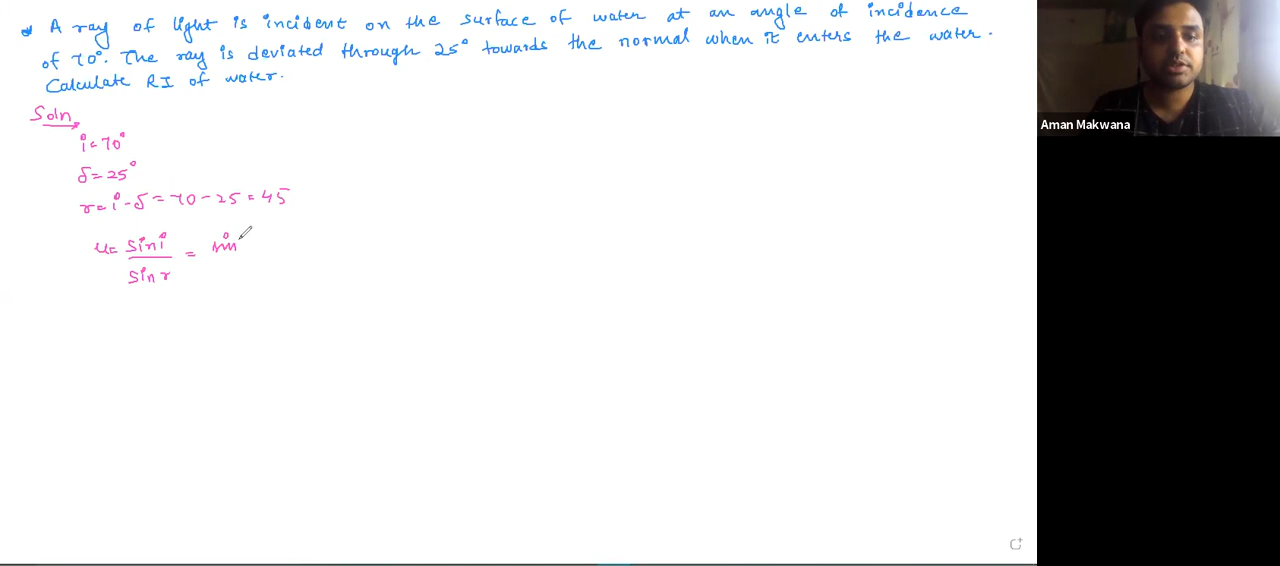 * A ray of light is incident on the surface of water at an angle of incidence
of 70°. The ray is deviated through 25° towards the normal when it enters the water.
Calculate RI of water.
Soln
i = 70°
δ = 25°
r = i - δ = 70 - 25 = 45
μ = sin i / sin r = sin
Aman Makwana